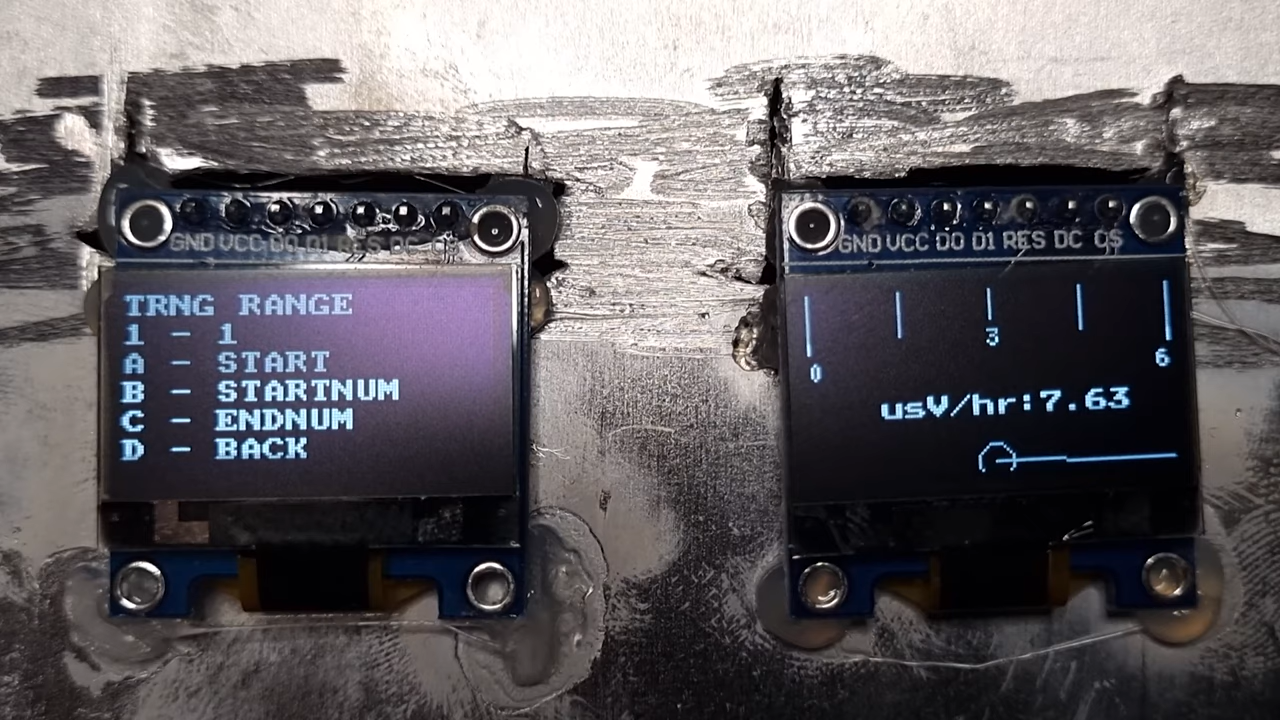 GND VCC D0 D1 RES DC CS
TRNG RANGE
1 - 1
A - START
B - STARTNUM
C - ENDNUM
D - BACK
GND VCC D0 D1 RES DC CS
0 3 6
usV/hr:7.63